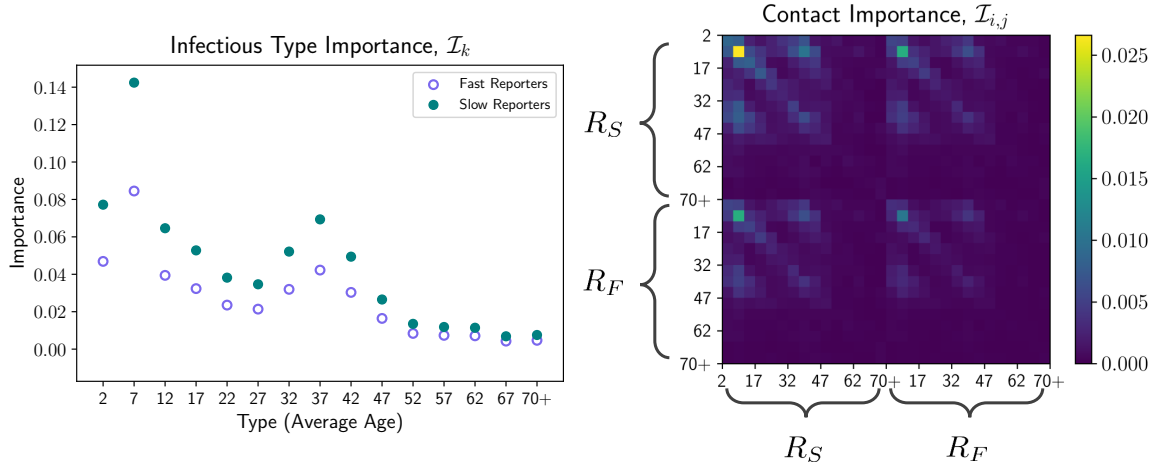 Infectious Type Importance, 𝓘ₖ
Importance
0.14
0.12
0.10
0.08
0.06
0.04
0.02
0.00
Fast Reporters
Slow Reporters
2 7 12 17 22 27 32 37 42 47 52 57 62 67 70+
Type (Average Age)
Contact Importance, 𝓘ᵢ,ⱼ
R_S
R_F
2
17
32
47
62
70+
17
32
47
62
70+
2 17 32 47 62 70+ 17 32 47 62 70+
R_S R_F
0.025
0.020
0.015
0.010
0.005
0.000